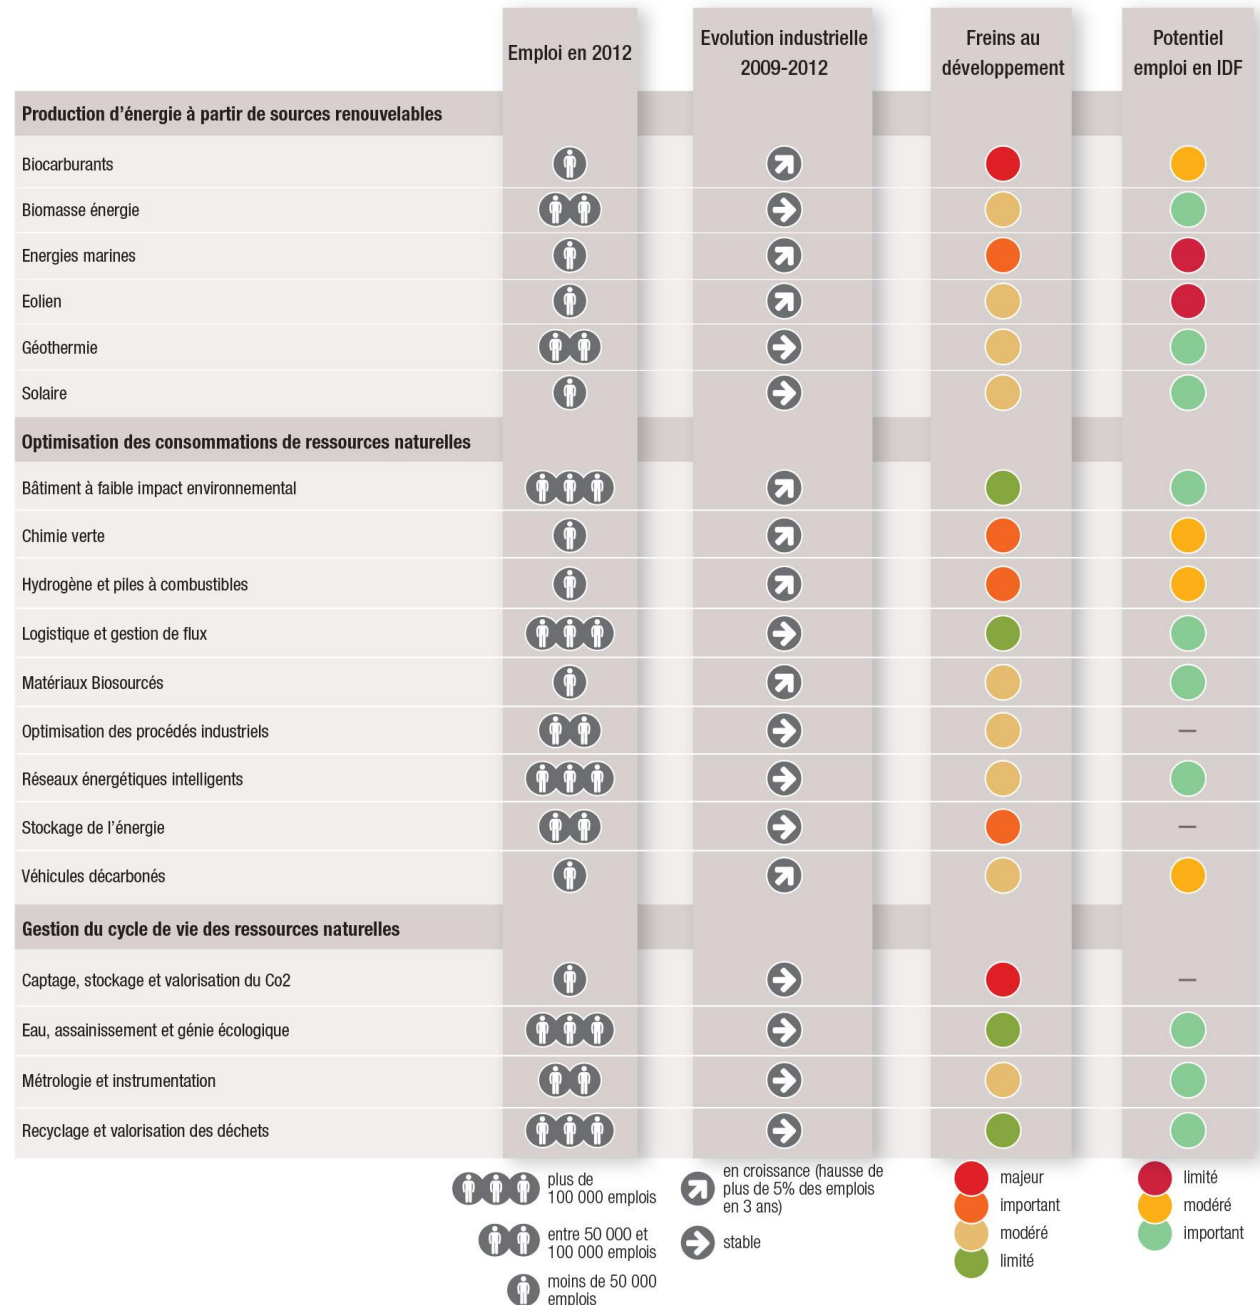 Emploi en 2012
Evolution industrielle
2009-2012
Freins au
développement
Potentiel
emploi en IDF
Production d'énergie à partir de sources renouvelables
Biocarburants
Biomasse énergie
Energies marines
Eolien
Géothermie
Solaire
Optimisation des consommations de ressources naturelles
Bâtiment à faible impact environnemental
Chimie verte
Hydrogène et piles à combustibles
Logistique et gestion de flux
Matériaux Biosourcés
Optimisation des procédés industriels
—
Réseaux énergétiques intelligents
Stockage de l'énergie
—
Véhicules décarbonés
Gestion du cycle de vie des ressources naturelles
Captage, stockage et valorisation du Co2
—
Eau, assainissement et génie écologique
Métrologie et instrumentation
Recyclage et valorisation des déchets
plus de
100 000 emplois
entre 50 000 et
100 000 emplois
moins de 50 000
emplois
en croissance (hausse de
plus de 5% des emplois
en 3 ans)
stable
majeur
important
modéré
limité
limité
modéré
important